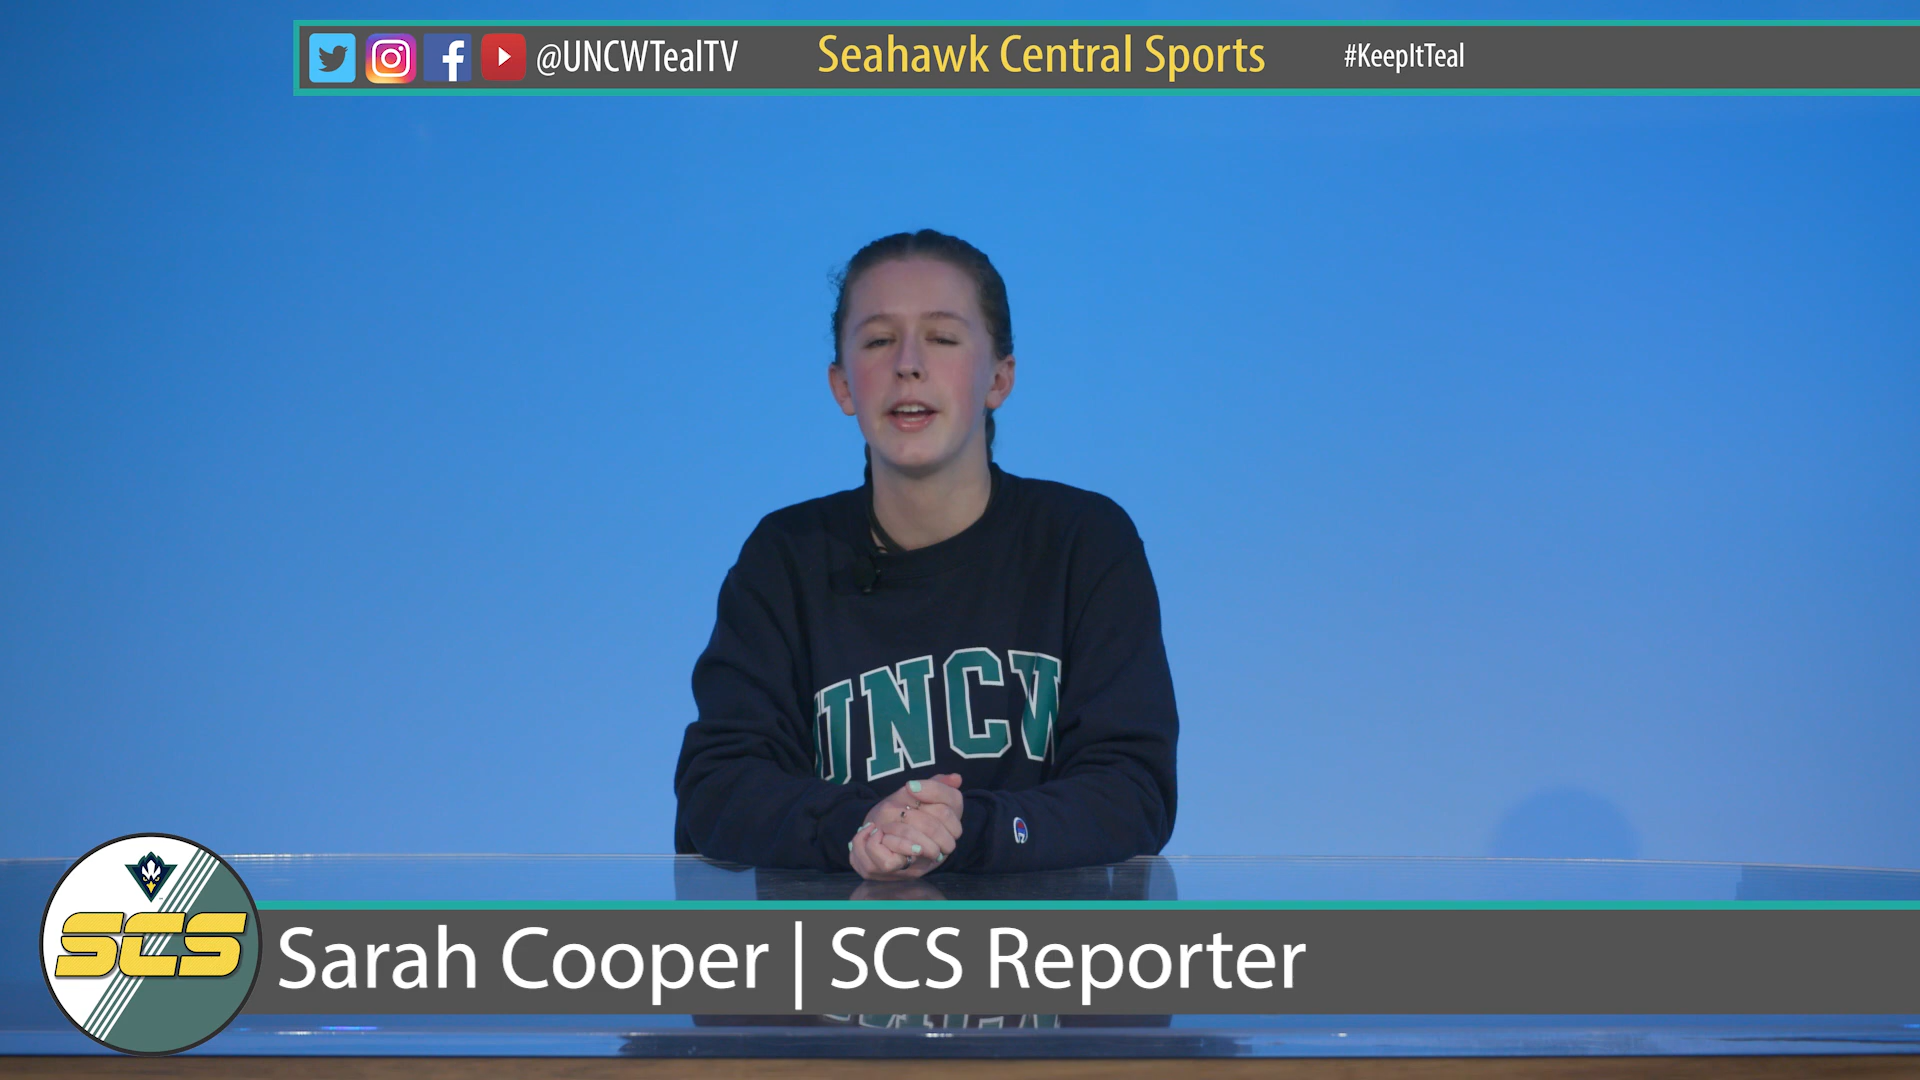 @UNCWTealTV Seahawk Central Sports #KeepItTeal
UNCW
SCS
Sarah Cooper | SCS Reporter